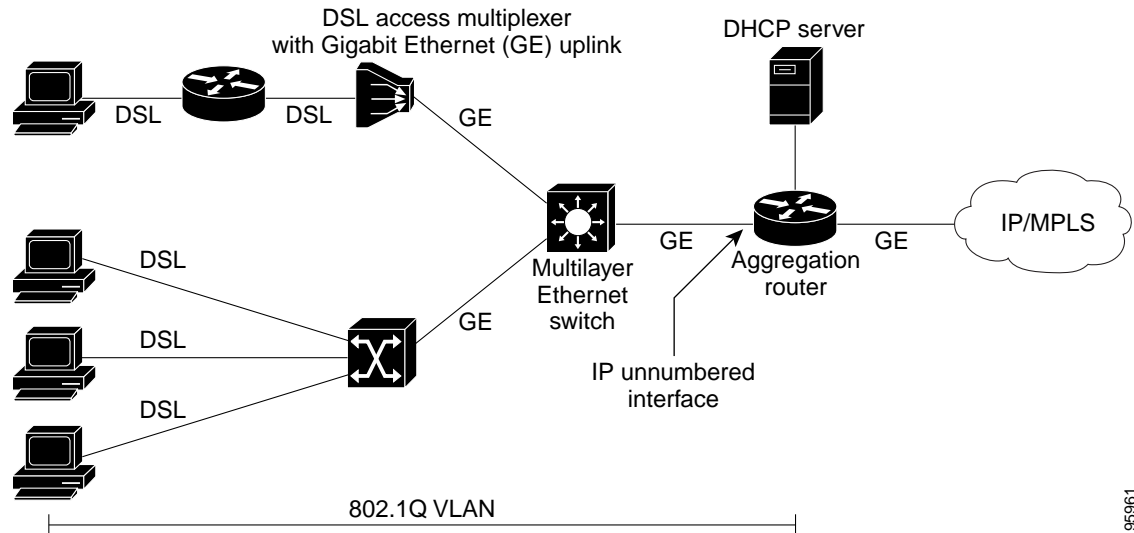 DSL access multiplexer
with Gigabit Ethernet (GE) uplink
DHCP server
DSL
DSL
GE
DSL
DSL
DSL
GE
Multilayer
Ethernet
switch
GE
Aggregation
router
GE
IP/MPLS
IP unnumbered
interface
802.1Q VLAN
95961